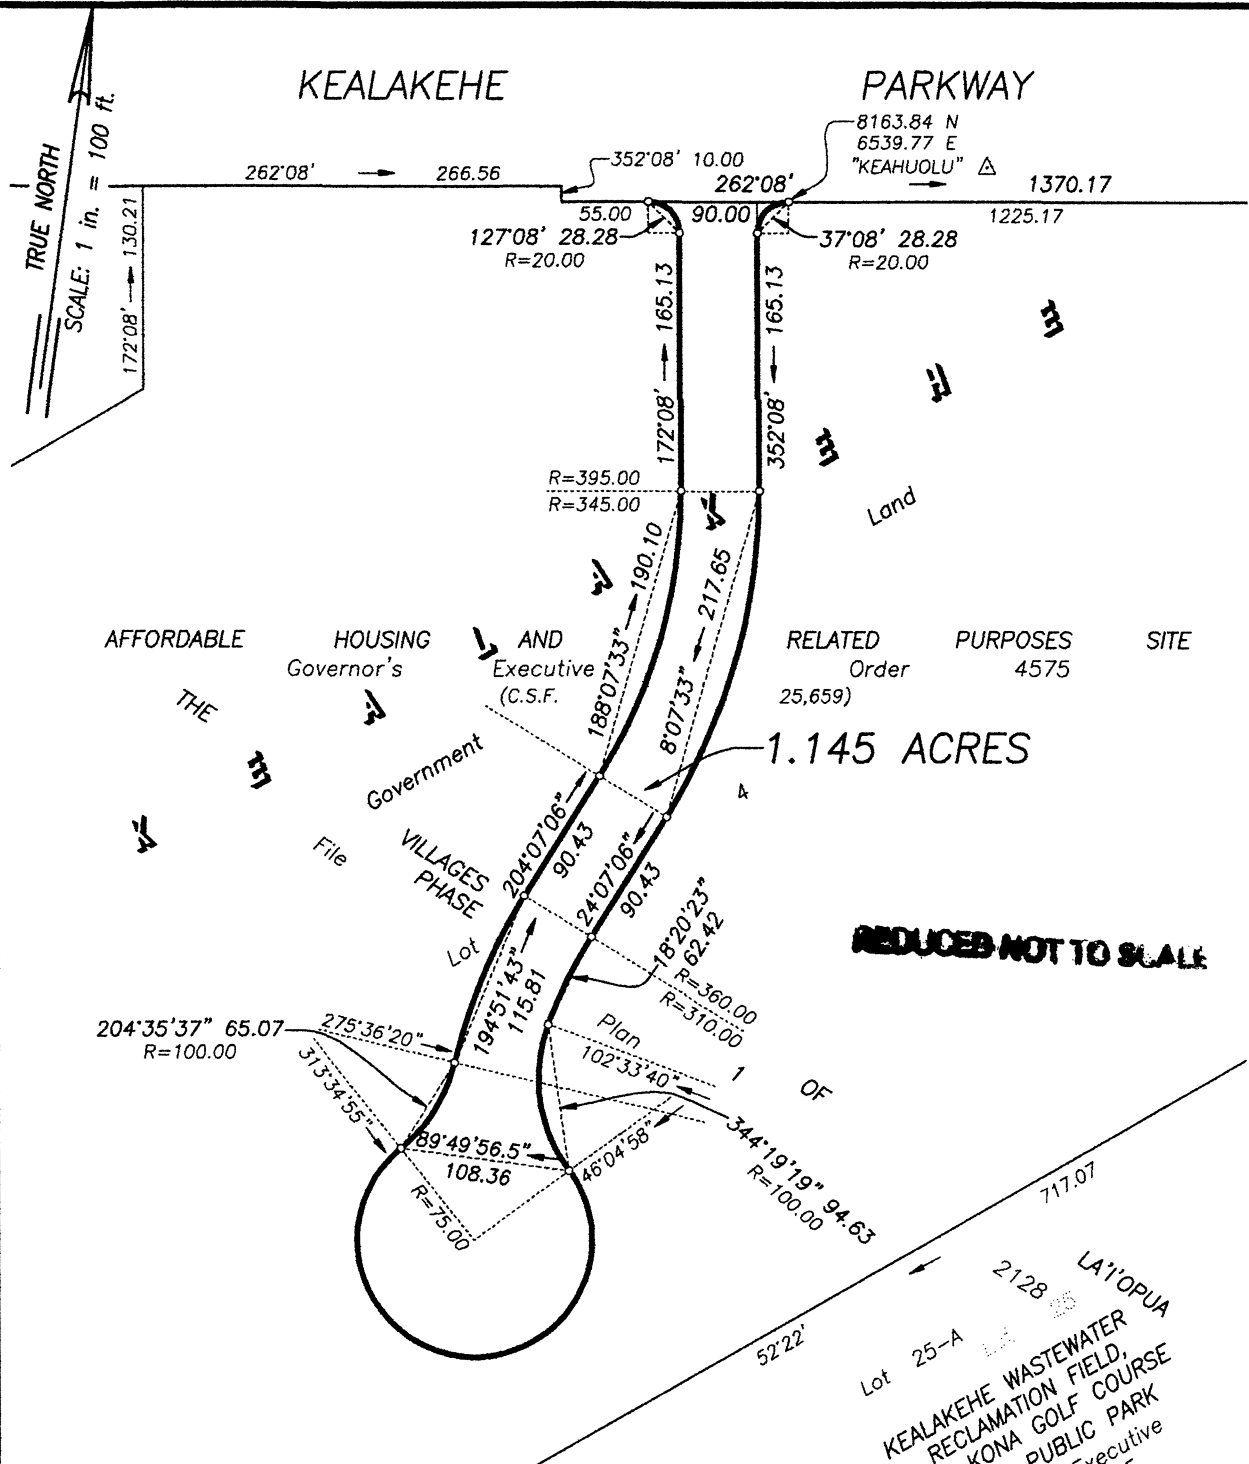 KEALAKEHE PARKWAY
TRUE NORTH
SCALE: 1 in. = 100 ft.
8163.84 N
6539.77 E
"KEAHUOLU"
262°08' 266.56
352°08' 10.00
262°08'
1370.17
55.00
90.00
1225.17
127°08' 28.28
R=20.00
37°08' 28.28
R=20.00
172°08' 130.21
172°08' 165.13
352°08' 165.13
R=395.00
R=345.00
Land
188°07'33" 190.10
8°07'33" 217.65
AFFORDABLE HOUSING AND RELATED PURPOSES SITE
Governor's Executive Order 4575
(C.S.F. 25,659)
THE
Government
1.145 ACRES
4
File
VILLAGES
PHASE
Lot
204°07'06"
90.43
24°07'06"
90.43
18°20'23"
62.42
R=360.00
R=310.00
REDUCED NOT TO SCALE
194°51'43"
115.81
204°35'37" 65.07
R=100.00
275°36'20"
313°34'55"
Plan
102°33'40"
1 OF
89°49'56.5"
108.36
46°04'58"
344°19'19" 94.63
R=100.00
R=75.00
717.07
52°22'
2128
LA'I'OPUA
Lot 25-A
KEALAKEHE WASTEWATER
RECLAMATION FIELD,
KONA GOLF COURSE
PUBLIC PARK
Executive